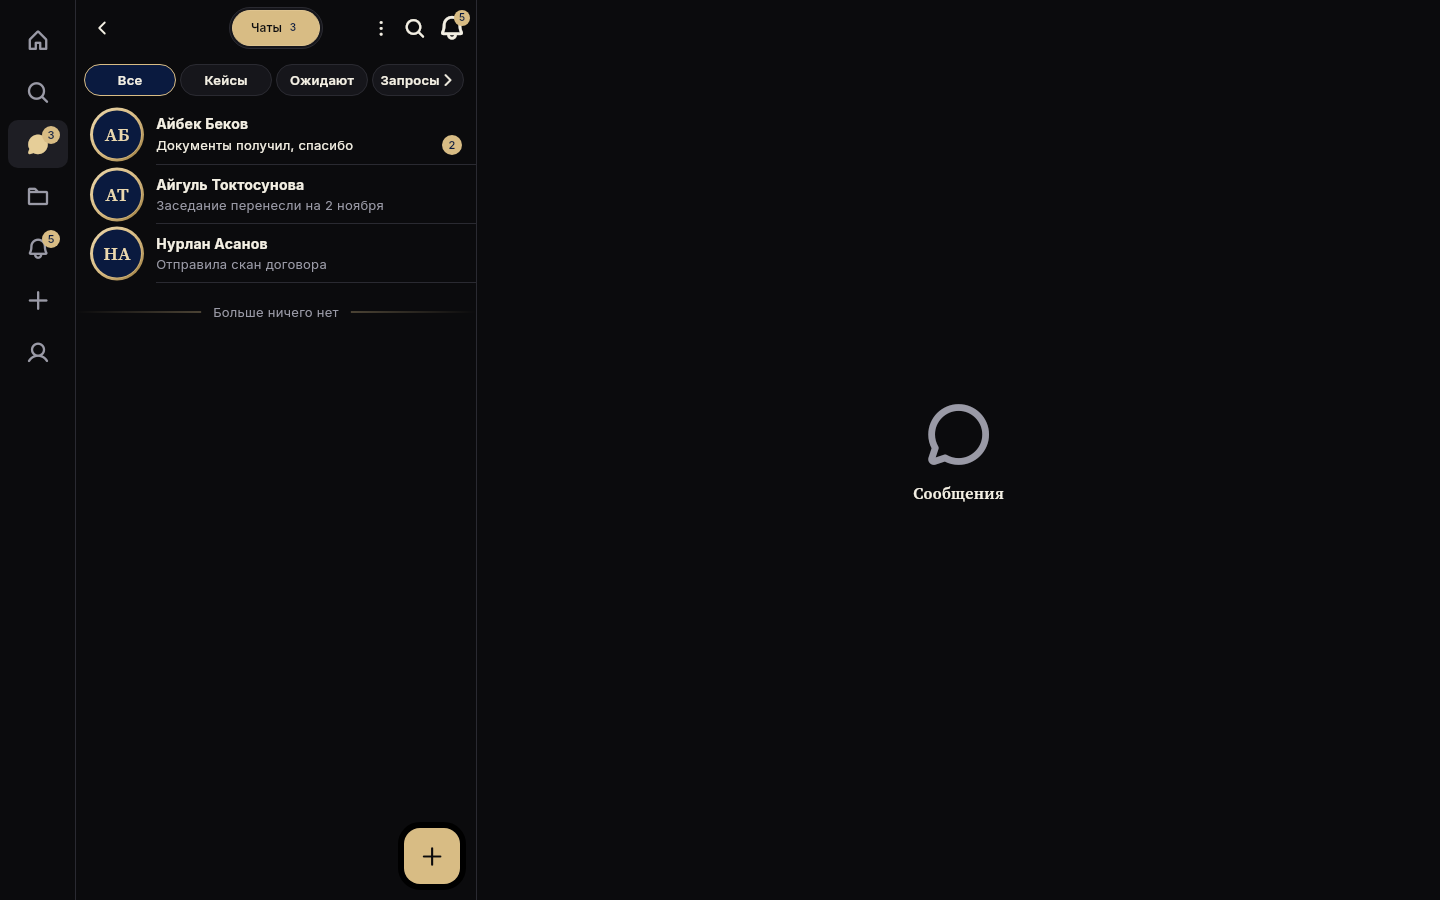 3
5
Чаты 3
5
Все
Кейсы
Ожидают
Запросы
АБ
Айбек Беков
Документы получил, спасибо
2
АТ
Айгуль Токтосунова
Заседание перенесли на 2 ноября
НА
Нурлан Асанов
Отправила скан договора
Больше ничего нет
Сообщения